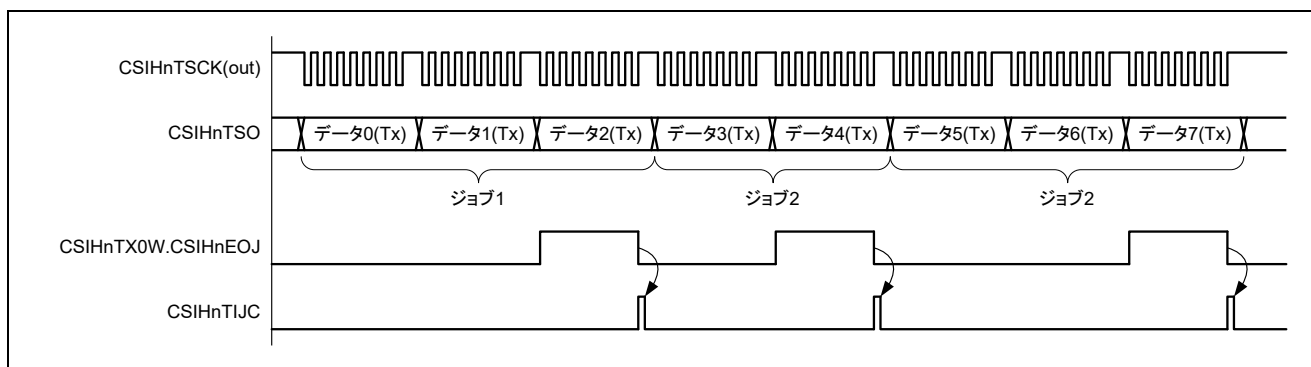 CSIHnTSCK(out)
CSIHnTSO データ0(Tx) データ1(Tx) データ2(Tx) データ3(Tx) データ4(Tx) データ5(Tx) データ6(Tx) データ7(Tx)
ジョブ1 ジョブ2 ジョブ2
CSIHnTX0W.CSIHnEOJ
CSIHnTIJC